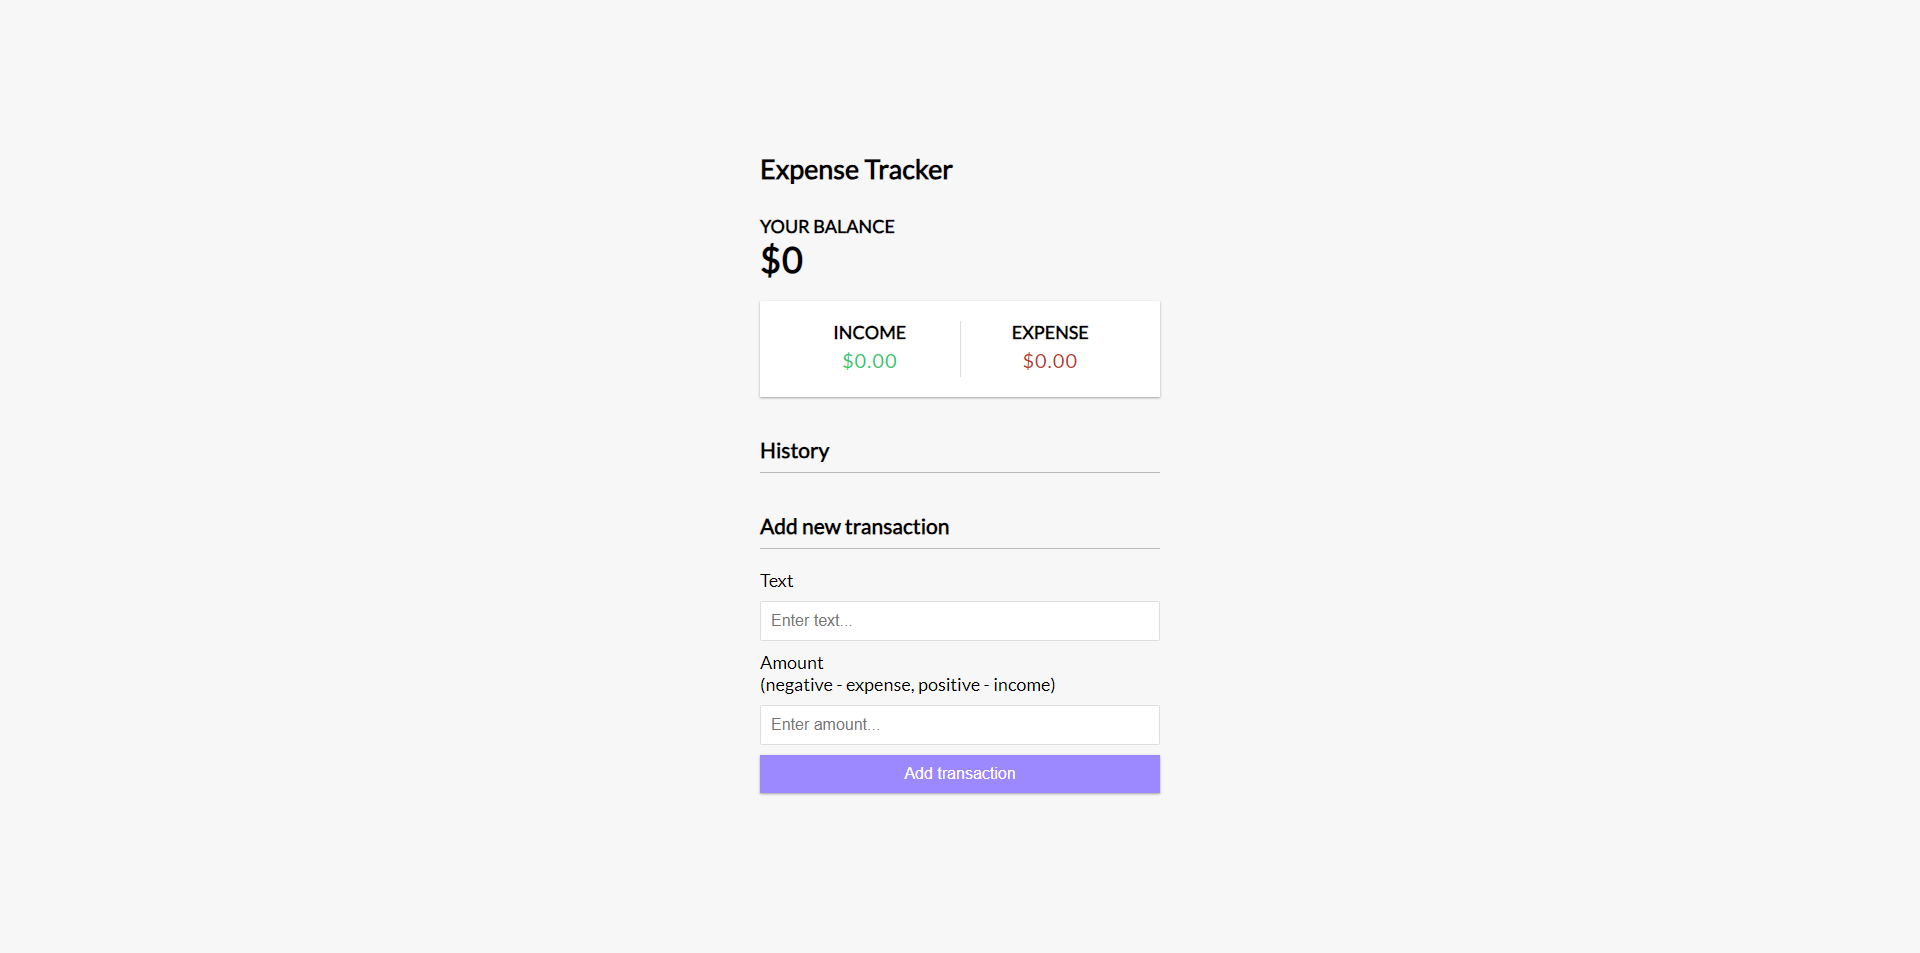 Expense Tracker
YOUR BALANCE
$0
INCOME
$0.00
EXPENSE
$0.00
History
Add new transaction
Text
Enter text...
Amount
(negative - expense, positive - income)
Enter amount...
Add transaction